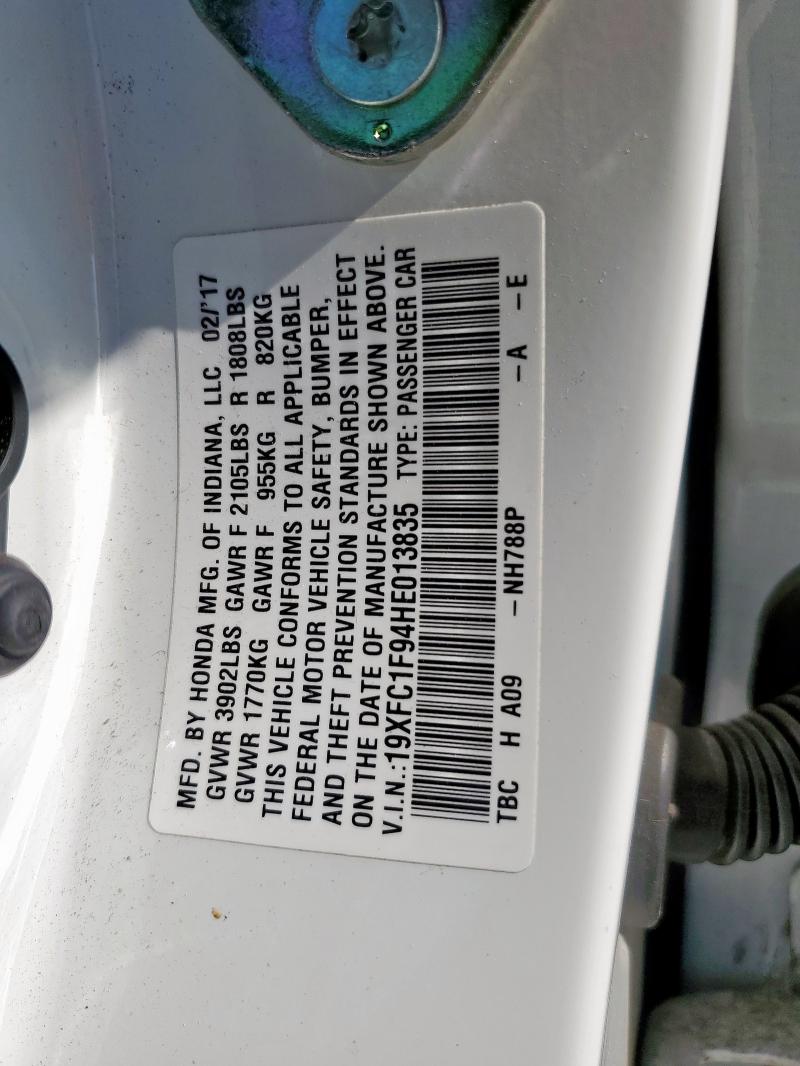 MFD. BY HONDA MFG. OF INDIANA, LLC 02/'17
GVWR 3902LBS GAWR F 2105LBS R 1808LBS
GVWR 1770KG GAWR F 955KG R 820KG
THIS VEHICLE CONFORMS TO ALL APPLICABLE
FEDERAL MOTOR VEHICLE SAFETY, BUMPER,
AND THEFT PREVENTION STANDARDS IN EFFECT
ON THE DATE OF MANUFACTURE SHOWN ABOVE.
V.I.N.:19XFC1F94HE013835 TYPE: PASSENGER CAR
TBC H A09 -NH788P -A -E